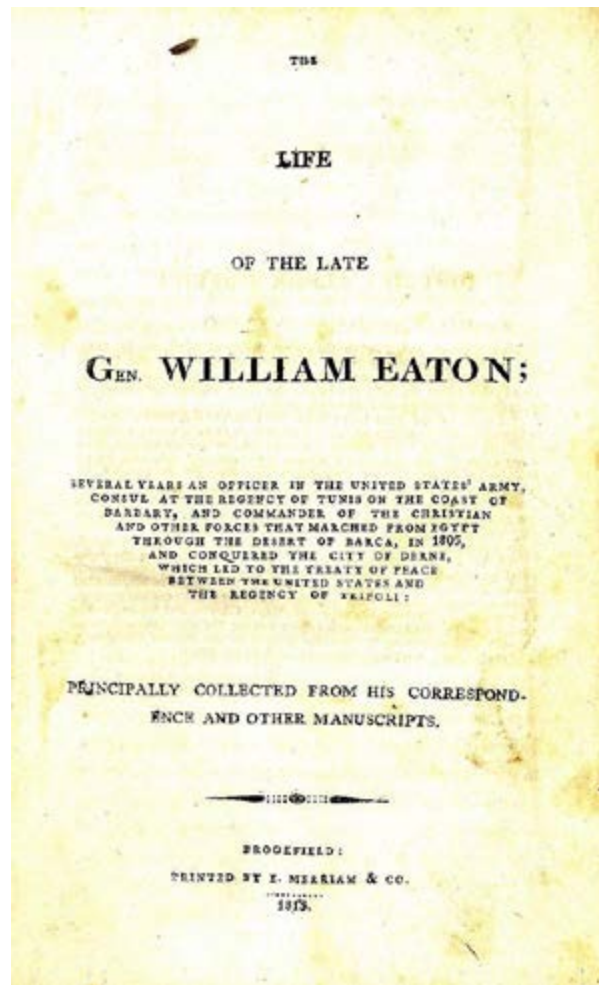 THE
LIFE
OF THE LATE
GEN. WILLIAM EATON;
SEVERAL YEARS AN OFFICER IN THE UNITED STATES' ARMY,
CONSUL AT THE REGENCY OF TUNIS ON THE COAST OF
BARBARY, AND COMMANDER OF THE CHRISTIAN
AND OTHER FORCES THAT MARCHED FROM EGYPT
THROUGH THE DESERT OF BARCA, IN 1805,
AND CONQUERED THE CITY OF DERNE,
WHICH LED TO THE TREATY OF PEACE
BETWEEN THE UNITED STATES AND
THE REGENCY OF TRIPOLI:
PRINCIPALLY COLLECTED FROM HIS CORRESPOND-
ENCE AND OTHER MANUSCRIPTS.
BROOKFIELD:
PRINTED BY E. MERRIAM & CO.
1813.